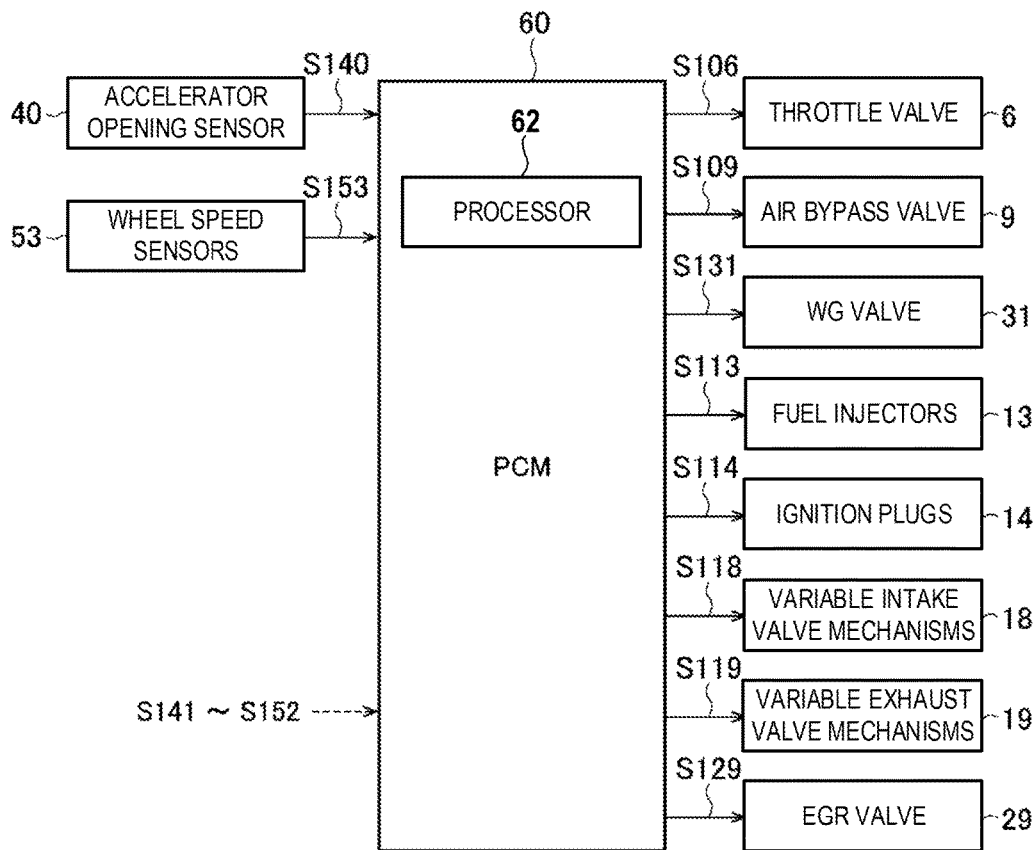 60
S140
S106
40
ACCELERATOR
OPENING SENSOR
THROTTLE VALVE
6
62
S153
S109
53
WHEEL SPEED
SENSORS
PROCESSOR
AIR BYPASS VALVE
9
S131
WG VALVE
31
S113
FUEL INJECTORS
13
PCM
S114
IGNITION PLUGS
14
S118
VARIABLE INTAKE
VALVE MECHANISMS
18
S119
S141 ~ S152
VARIABLE EXHAUST
VALVE MECHANISMS
19
S129
EGR VALVE
29